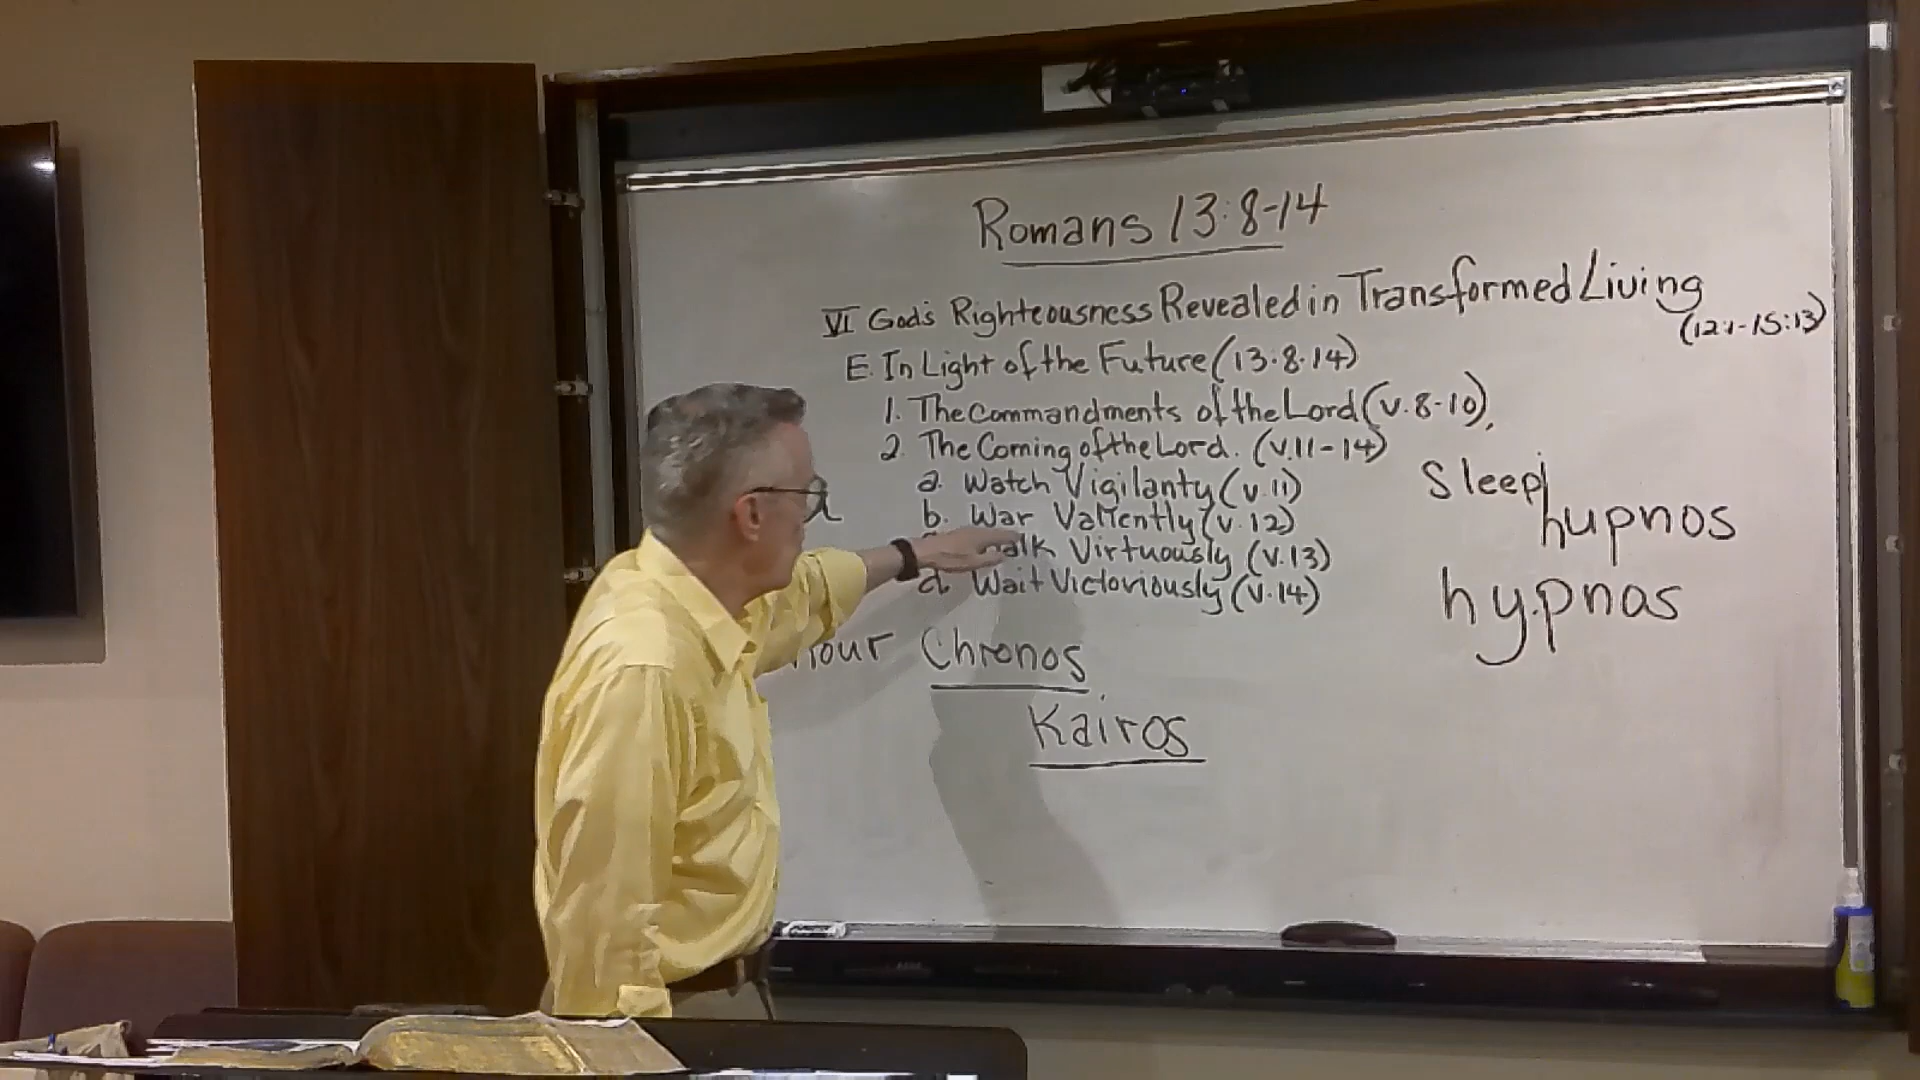 Romans 13:8-14
VI God's Righteousness Revealed in Transformed Living
(12:1-15:13)
E. In Light of the Future (13:8-14)
1. The Commandments of the Lord (v.8-10),
2. The Coming of the Lord. (v.11-14)
a. Watch Vigilanty (v.11)
b. War Valiently (v.12)
Virtuously (v.13)
d. Wait Victoriously (v.14)
Sleep
hupnos
hypnos
Hour Chronos
Kairos